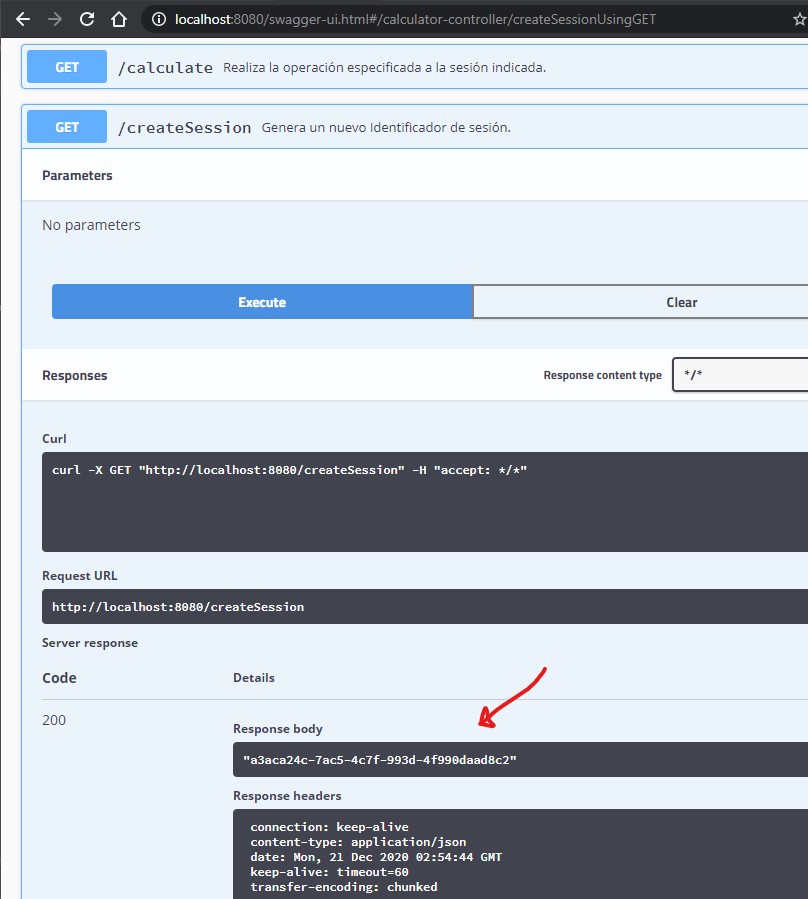 localhost:8080/swagger-ui.html#/calculator-controller/createSessionUsingGET
GET /calculate Realiza la operación especificada a la sesión indicada.
GET /createSession Genera un nuevo Identificador de sesión.
Parameters
No parameters
Execute Clear
Responses Response content type */*
Curl
curl -X GET "http://localhost:8080/createSession" -H "accept: */*"
Request URL
http://localhost:8080/createSession
Server response
Code Details
200
Response body
"a3aca24c-7ac5-4c7f-993d-4f990daad8c2"
Response headers
connection: keep-alive
content-type: application/json
date: Mon, 21 Dec 2020 02:54:44 GMT
keep-alive: timeout=60
transfer-encoding: chunked